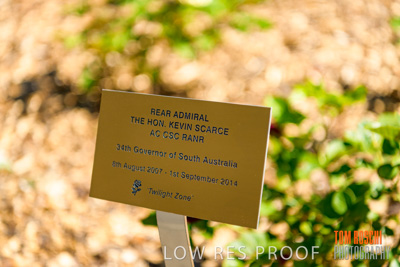 REAR ADMIRAL
THE HON. KEVIN SCARCE
AC CSC RANR
34th Governor of South Australia
8th August 2007 - 1st September 2014
'Twilight Zone'
LOW RES PROOF
PHOTOGRAPHY